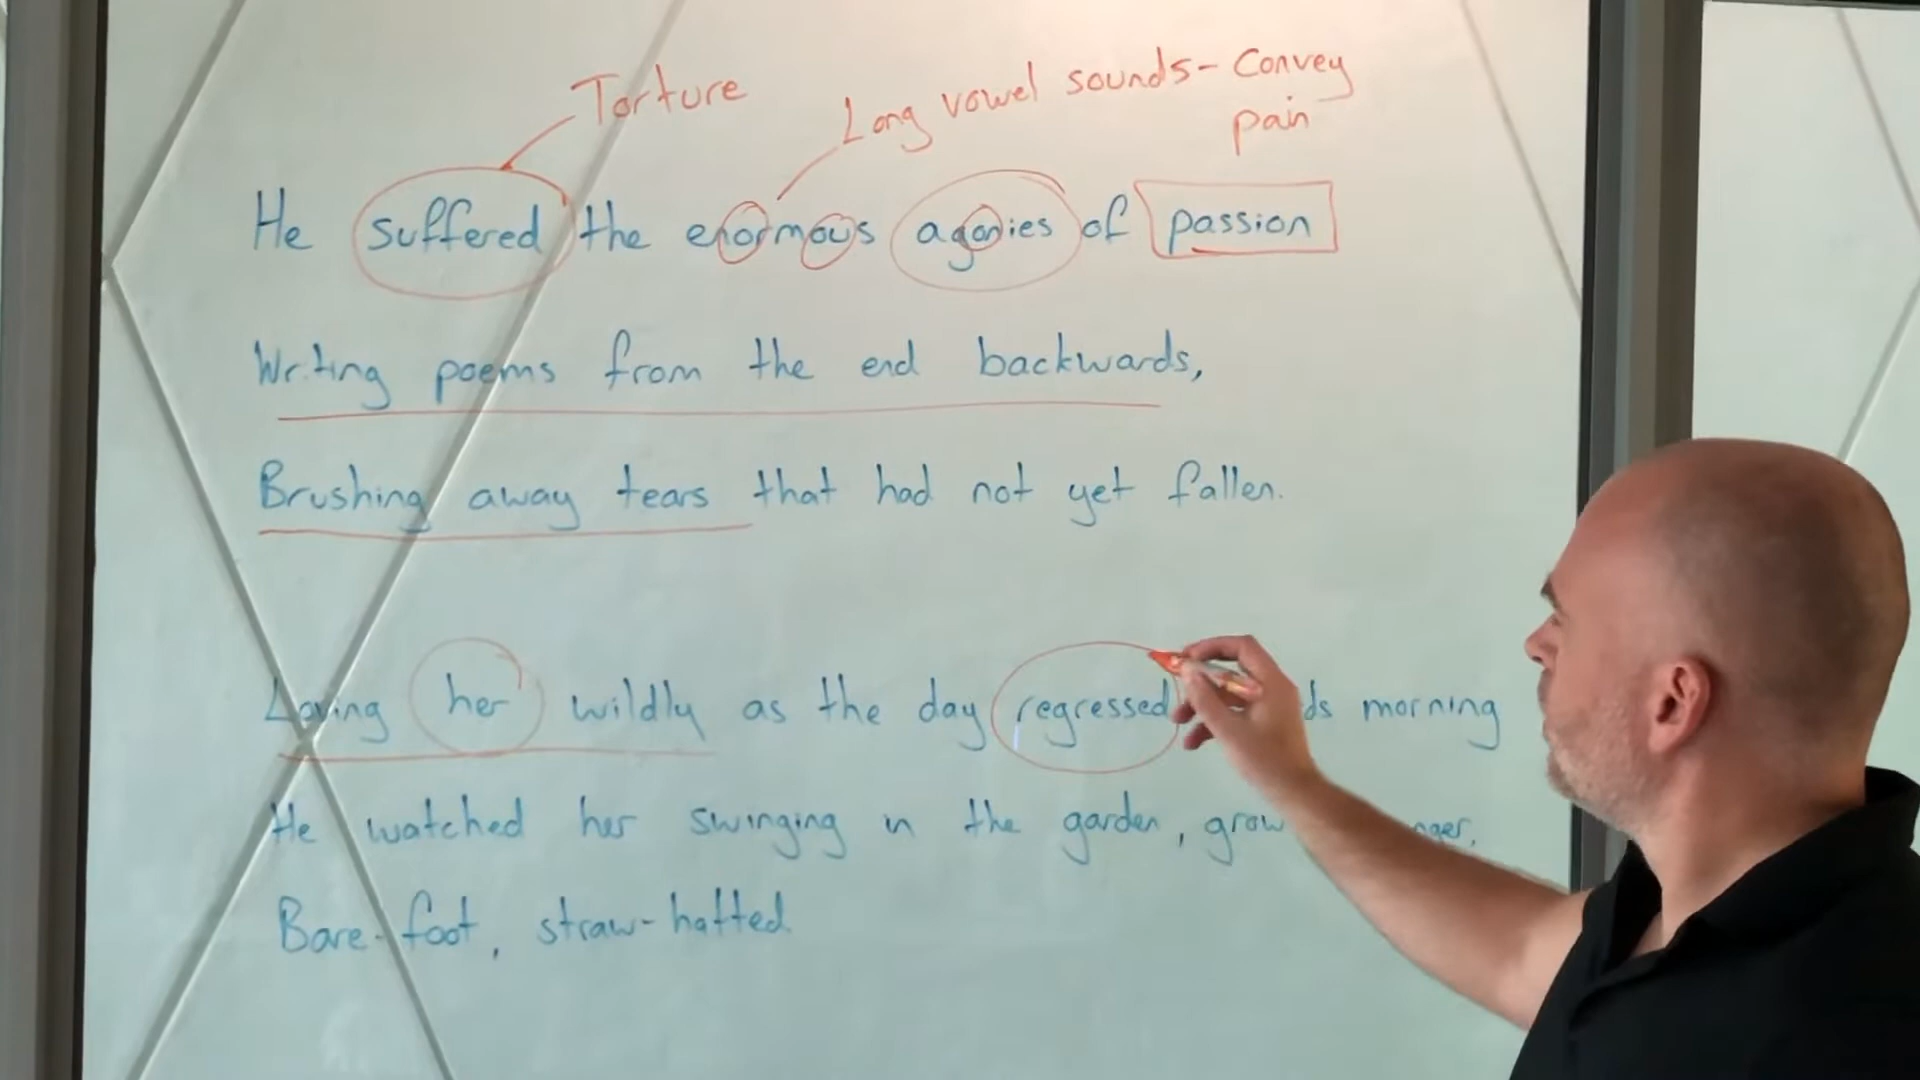 Torture
Long vowel sounds - Convey
pain
He suffered the enormous agonies of passion
Writing poems from the end backwards,
Brushing away tears that had not yet fallen.
Loving her wildly as the day regressed morning
He watched her swinging in the garden,
Bare-foot, straw-hatted